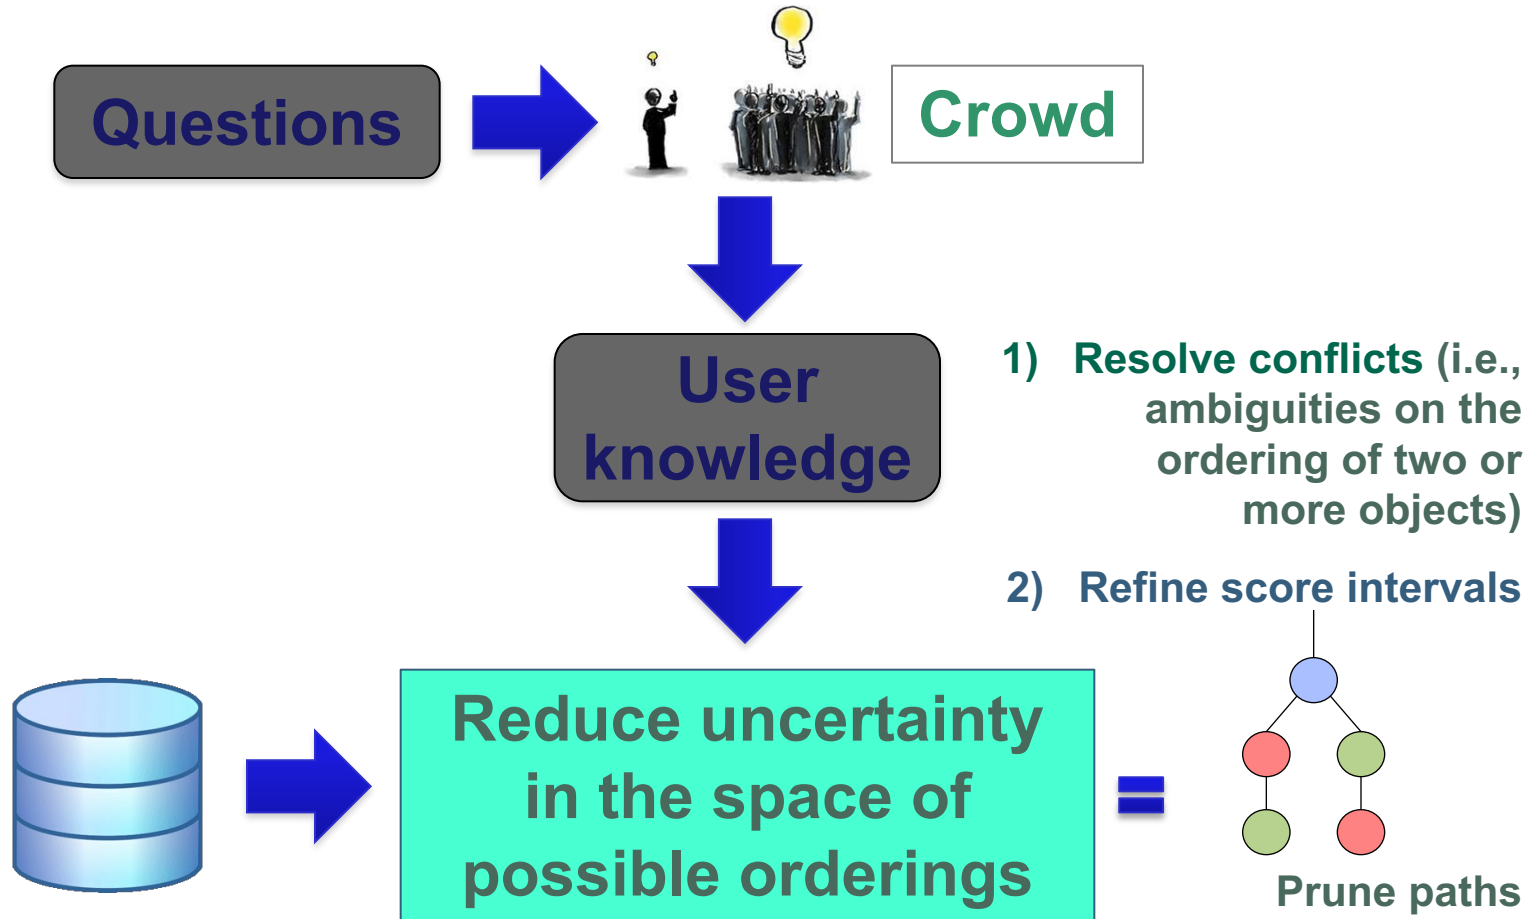 Questions
Crowd
User
knowledge
1) Resolve conflicts (i.e.,
ambiguities on the
ordering of two or
more objects)
2) Refine score intervals
Reduce uncertainty
in the space of
possible orderings
=
Prune paths